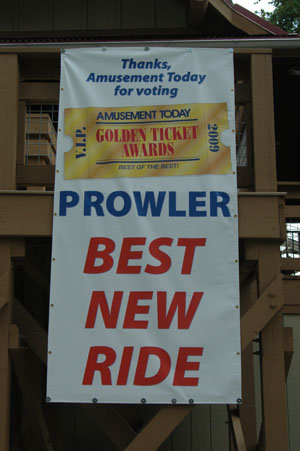 Thanks,
Amusement Today
for voting
V.I.P.
AMUSEMENT TODAY
GOLDEN TICKET
AWARDS
BEST OF THE BEST!
2009
PROWLER
BEST
NEW
RIDE